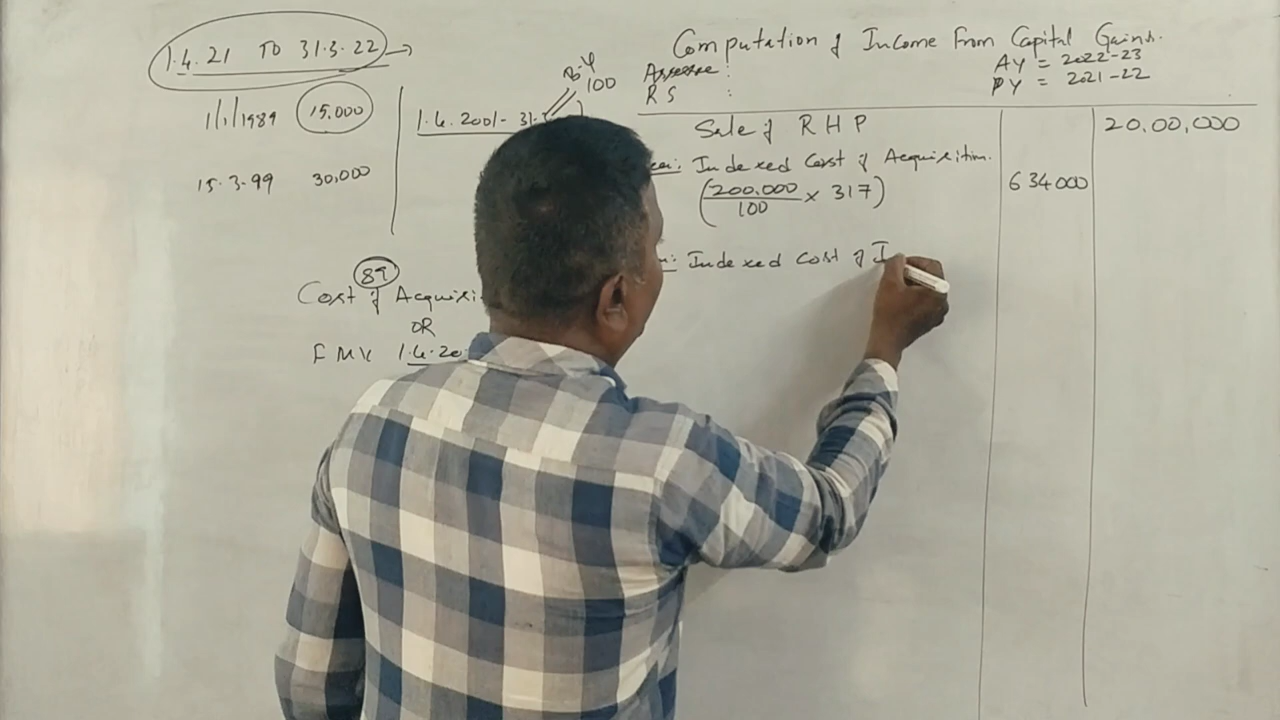 1.4.21 TO 31.3.22
1/1/1989 15,000
15.3.99 30,000
1.4.2001-31.
100
89
Cost of Acquisi
OR
FMV 1.4.20
Computation of Income From Capital Gains.
Assesse :
RS :
AY = 2022-23
PY = 2021-22
Sale of RHP 20,00,000
Indexed Cost of Acquisition.
(200.000/100 × 317) 634000
Indexed Cost of I